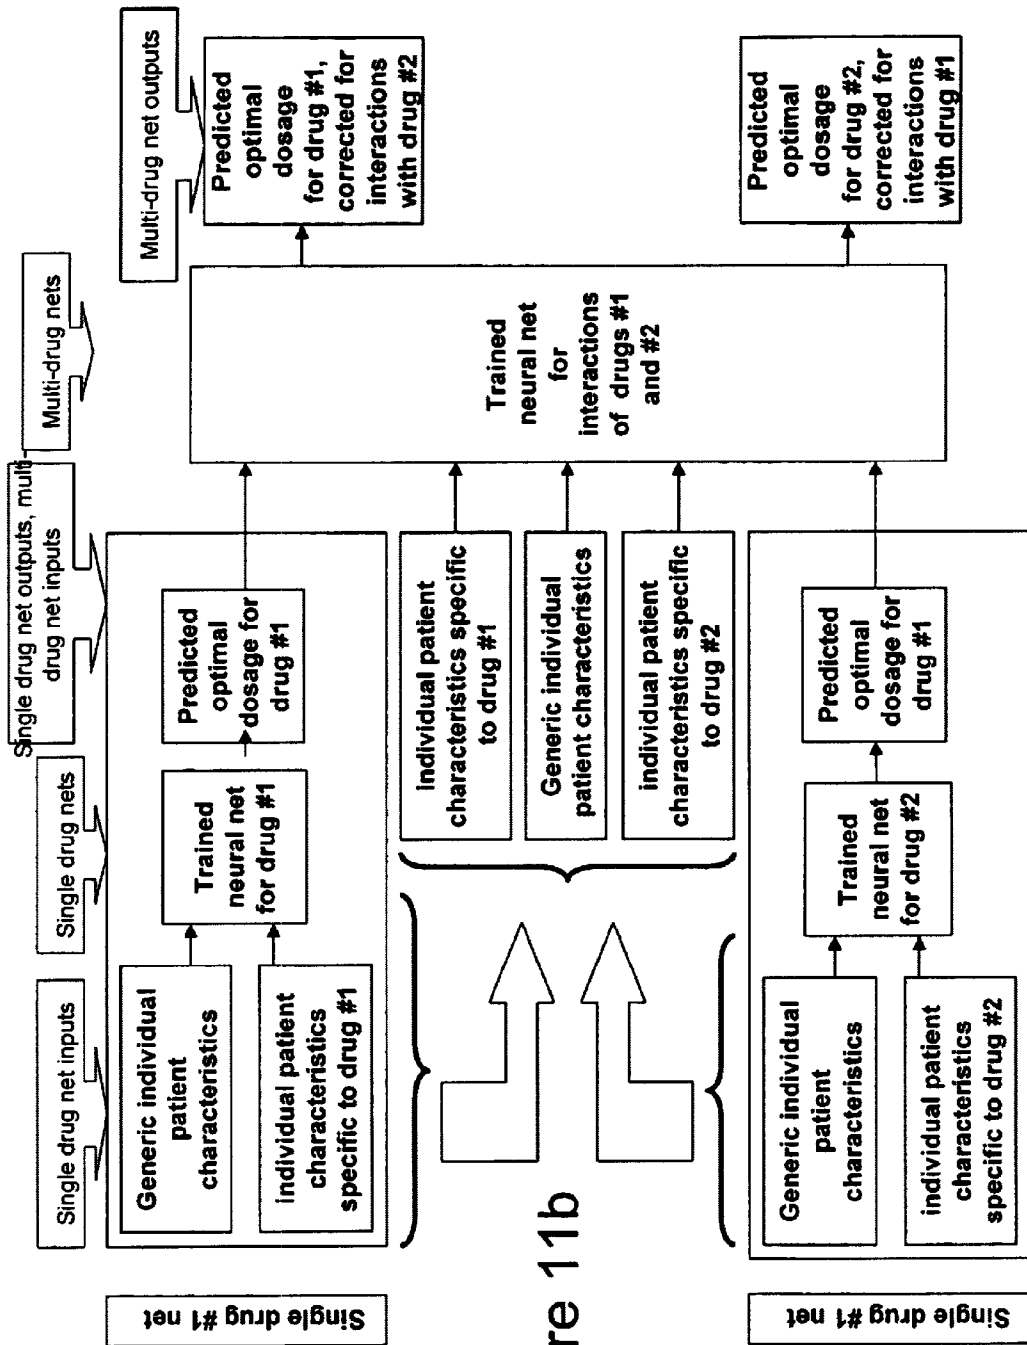 Single drug net inputs
Single drug nets
Single drug net outputs, multi-
drug net inputs
Multi-drug nets
Multi-drug net outputs
Single drug #1 net
Generic individual
patient
characteristics
individual patient
characteristics
specific to drug #1
Trained
neural net
for drug #1
Predicted
optimal
dosage for
drug #1
individual patient
characteristics specific
to drug #1
Generic individual
patient characteristics
individual patient
characteristics specific
to drug #2
Trained
neural net
for
interactions
of drugs #1
and #2
Predicted
optimal
dosage
for drug #1,
corrected for
interactions
with drug #2
Predicted
optimal
dosage
for drug #2,
corrected for
interactions
with drug #1
re 11b
Single drug #1 net
Generic individual
patient
characteristics
individual patient
characteristics
specific to drug #2
Trained
neural net
for drug #2
Predicted
optimal
dosage for
drug #1